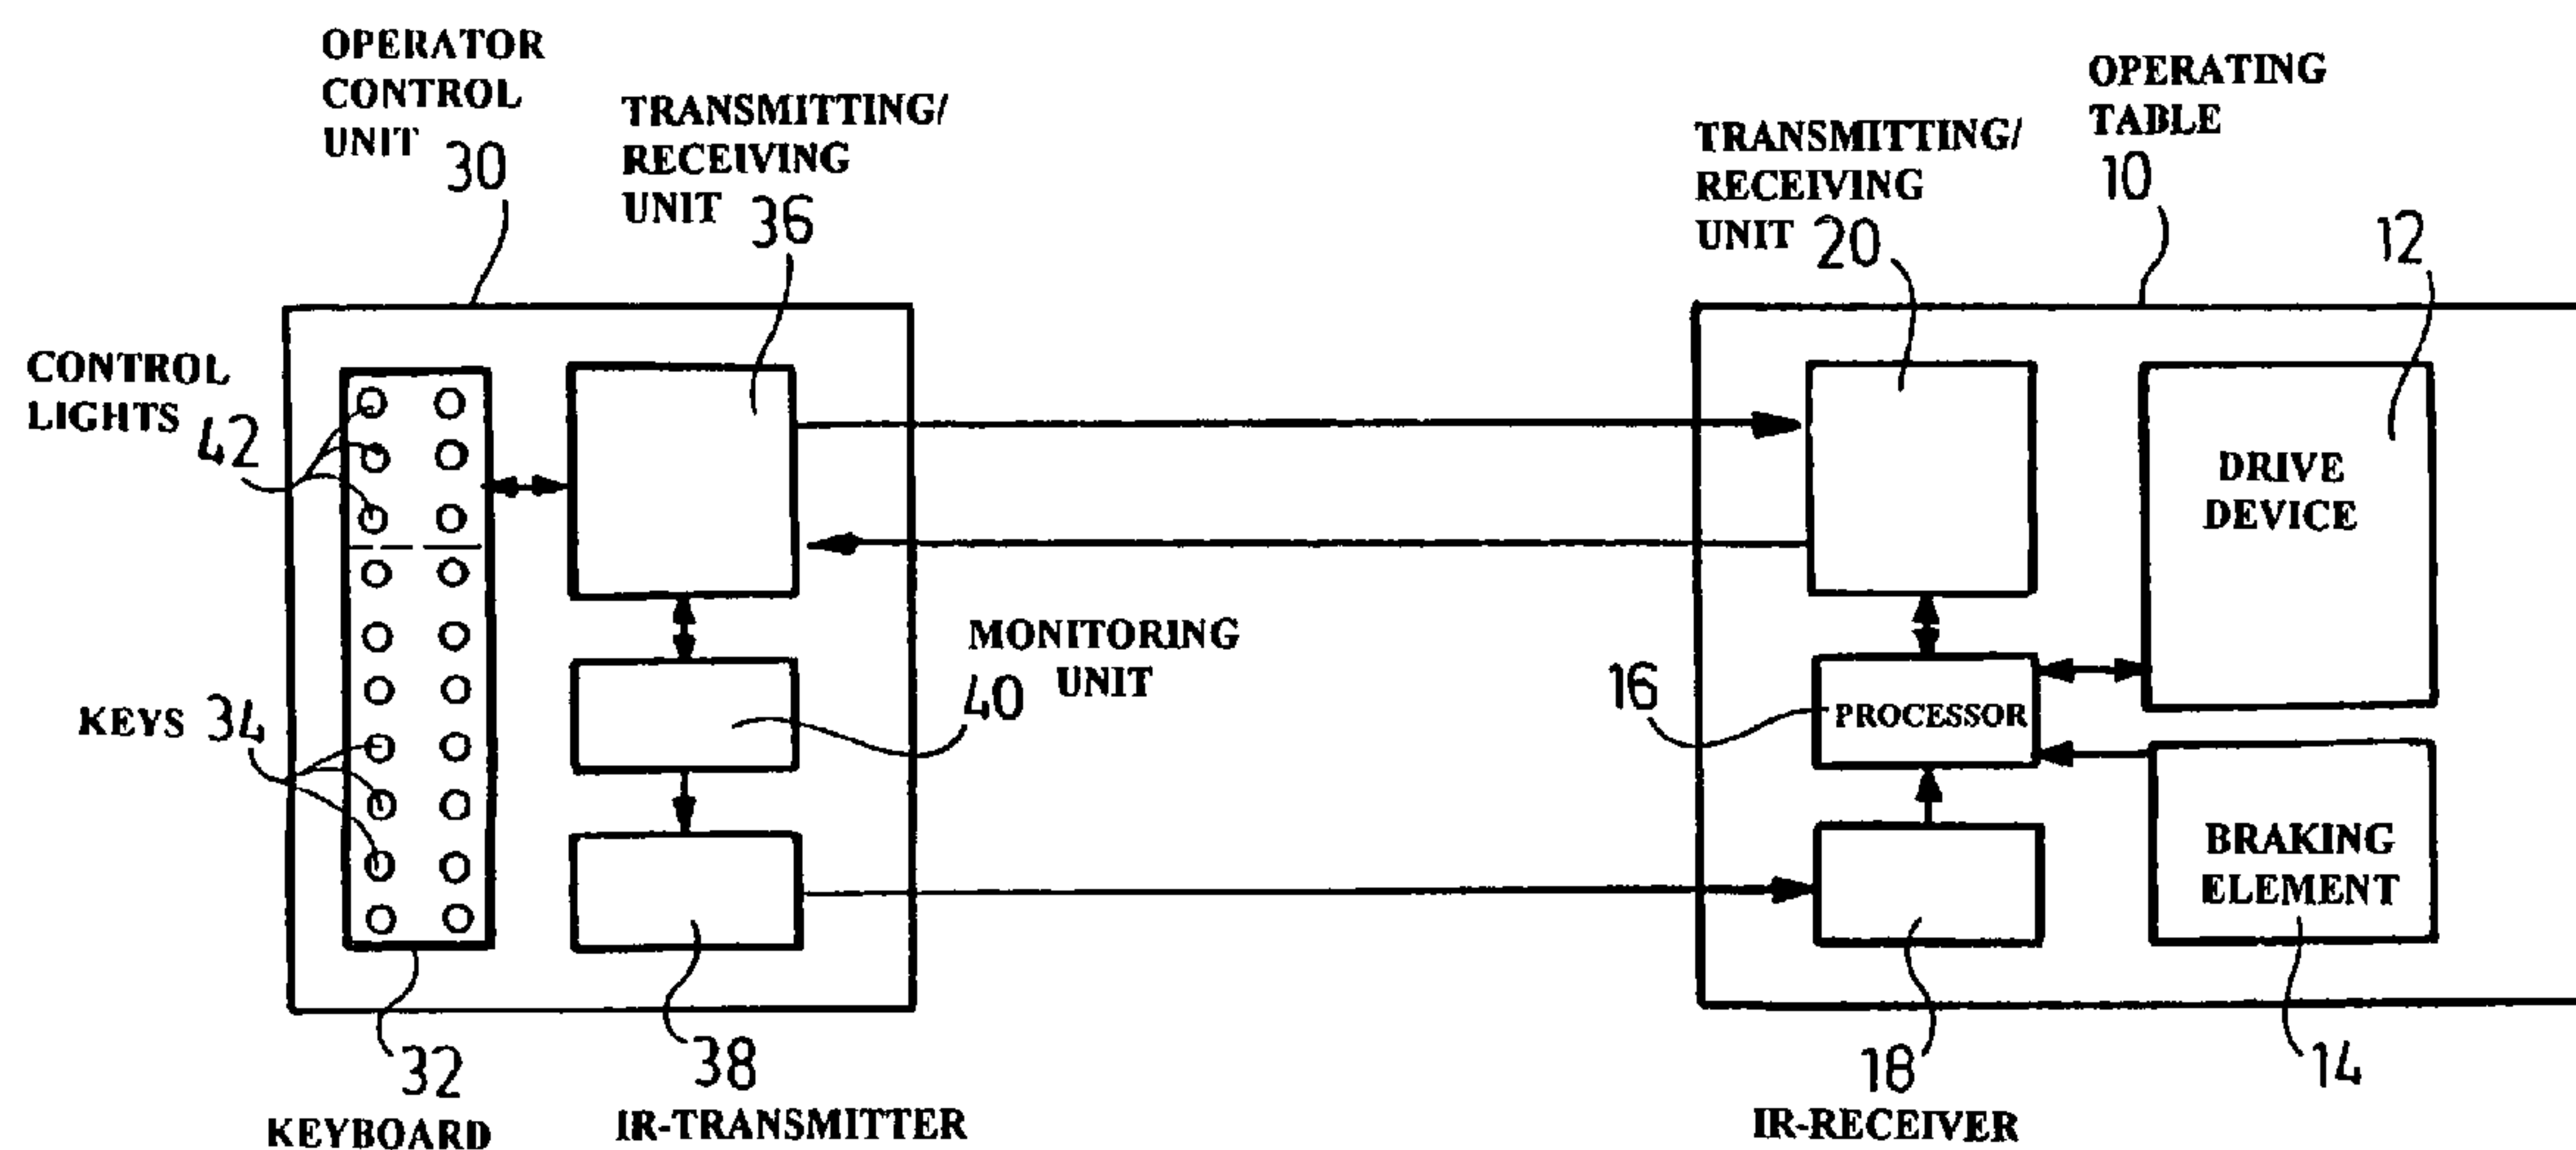 OPERATOR
CONTROL
UNIT 30
TRANSMITTING/
RECEIVING
UNIT 36
TRANSMITTING/
RECEIVING
UNIT 20
OPERATING
TABLE
10
12
CONTROL
LIGHTS 42
DRIVE
DEVICE
MONITORING
UNIT
40
KEYS 34
16
PROCESSOR
BRAKING
ELEMENT
32
KEYBOARD
38
IR-TRANSMITTER
18
IR-RECEIVER
14